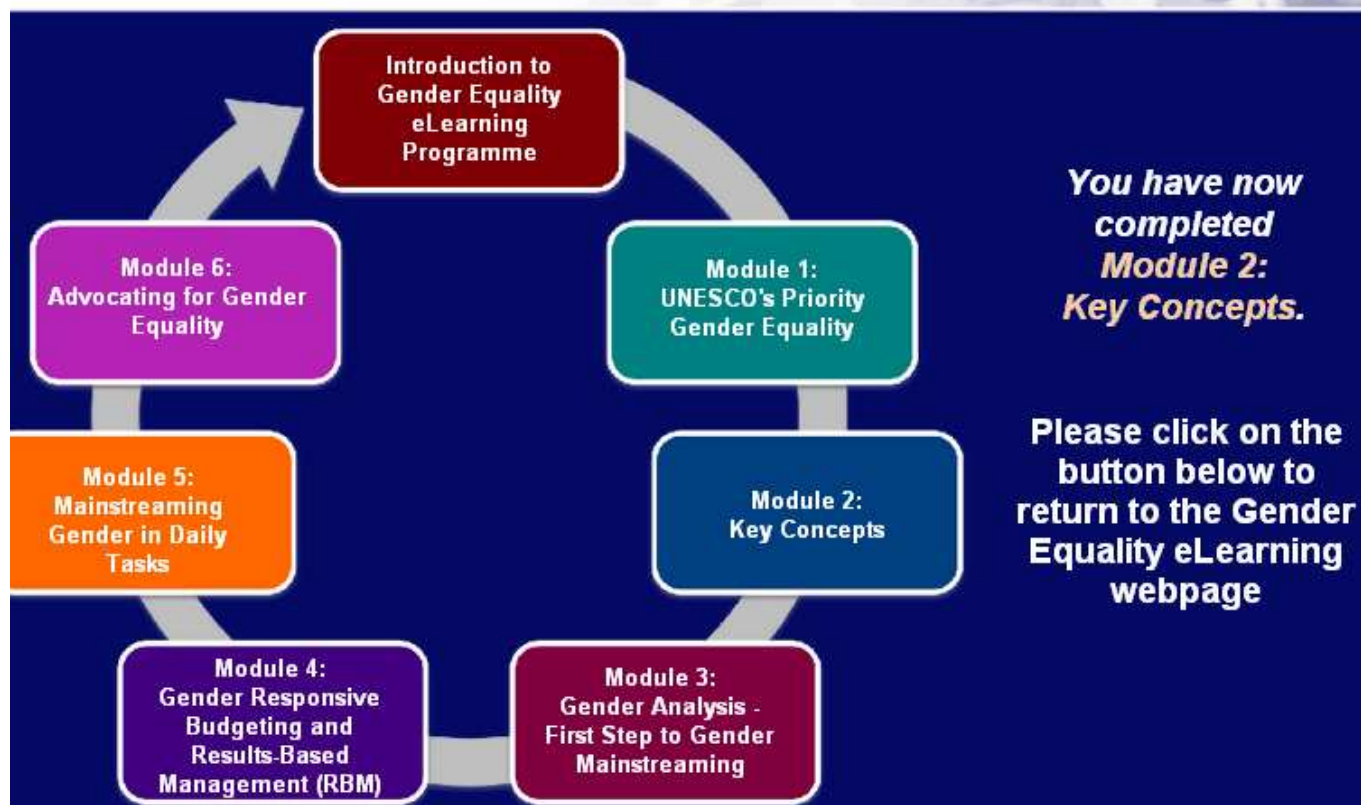 Introduction to
Gender Equality
eLearning
Programme
Module 1:
UNESCO's Priority
Gender Equality
Module 2:
Key Concepts
Module 3:
Gender Analysis -
First Step to Gender
Mainstreaming
Module 4:
Gender Responsive
Budgeting and
Results-Based
Management (RBM)
Module 5:
Mainstreaming
Gender in Daily
Tasks
Module 6:
Advocating for Gender
Equality
You have now
completed
Module 2:
Key Concepts.
Please click on the
button below to
return to the Gender
Equality eLearning
webpage